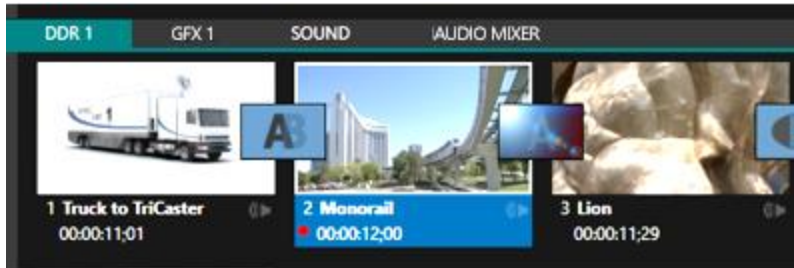 DDR 1 GFX 1 SOUND AUDIO MIXER
AB A
1 Truck to TriCaster 2 Monorail 3 Lion
00:00:11;01 00:00:12;00 00:00:11;29